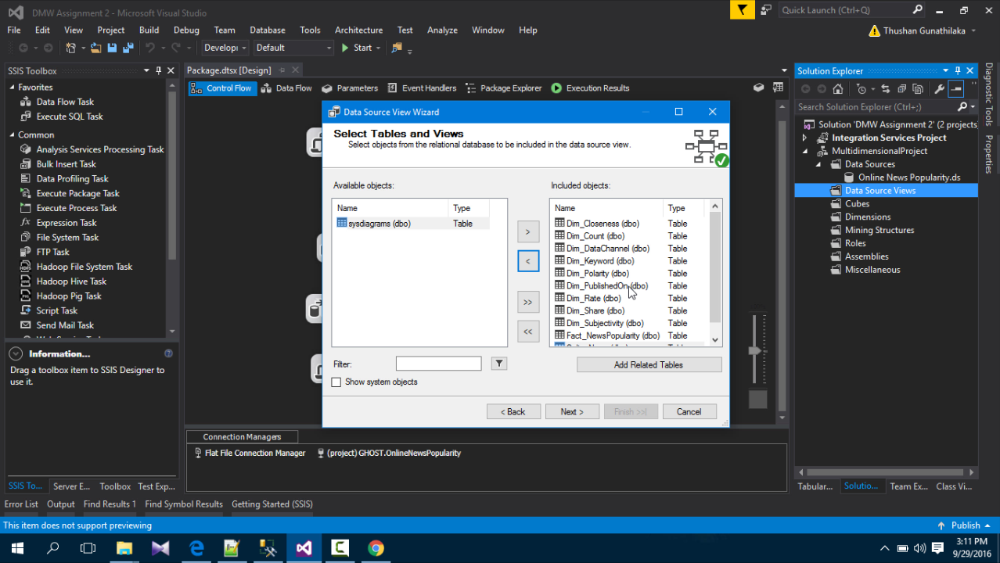 DMW Assignment 2 - Microsoft Visual Studio
Quick Launch (Ctrl+Q)
File Edit View Project Build Debug Team Database Tools Architecture Test Analyze Window Help
Thushan Gunathilaka
Developı Default Start
SSIS Toolbox
Favorites
Data Flow Task
Execute SQL Task
Common
Analysis Services Processing Task
Bulk Insert Task
Data Profiling Task
Execute Package Task
Execute Process Task
Expression Task
File System Task
FTP Task
Hadoop File System Task
Hadoop Hive Task
Hadoop Pig Task
Script Task
Send Mail Task
Information...
Drag a toolbox item to SSIS Designer to
use it.
SSIS To... Server E... Toolbox Test Exp...
Package.dtsx [Design]
Control Flow Data Flow Parameters Event Handlers Package Explorer Execution Results
Data Source View Wizard
Select Tables and Views
Select objects from the relational database to be included in the data source view.
Available objects:
Name Type
sysdiagrams (dbo) Table
>
<
>>
<<
Included objects:
Name Type
Dim_Closeness (dbo) Table
Dim_Count (dbo) Table
Dim_DataChannel (dbo) Table
Dim_Keyword (dbo) Table
Dim_Polarity (dbo) Table
Dim_PublishedOn (dbo) Table
Dim_Rate (dbo) Table
Dim_Share (dbo) Table
Dim_Subjectivity (dbo) Table
Fact_NewsPopularity (dbo) Table
Filter:
Add Related Tables
Show system objects
< Back Next > Finish >>| Cancel
Connection Managers
Flat File Connection Manager (project) GHOST.OnlineNewsPopularity
Solution Explorer
Search Solution Explorer (Ctrl+;)
Solution 'DMW Assignment 2' (2 projects)
Integration Services Project
MultidimensionalProject
Data Sources
Online News Popularity.ds
Data Source Views
Cubes
Dimensions
Mining Structures
Roles
Assemblies
Miscellaneous
Tabular... Solutio... Team Ex... Class Vi...
Diagnostic Tools
Properties
Error List Output Find Results 1 Find Symbol Results Getting Started (SSIS)
This item does not support previewing
Publish
3:11 PM
9/29/2016